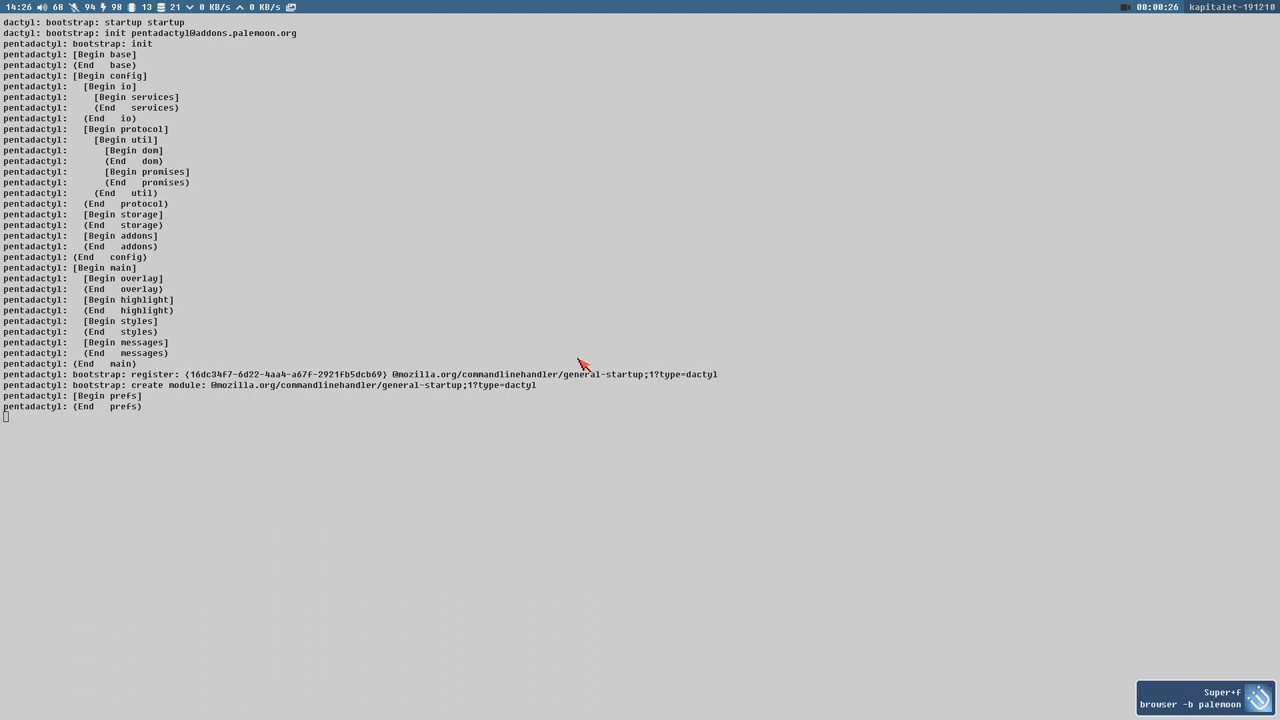 14:26 68 94 98 13 21 0 KB/s 0 KB/s 00:00:26 kapitalet-191210
dactyl: bootstrap: startup startup
dactyl: bootstrap: init pentadactyl@addons.palemoon.org
pentadactyl: bootstrap: init
pentadactyl: [Begin base]
pentadactyl: (End   base)
pentadactyl: [Begin config]
pentadactyl:   [Begin io]
pentadactyl:     [Begin services]
pentadactyl:     (End   services)
pentadactyl:   (End   io)
pentadactyl:   [Begin protocol]
pentadactyl:     [Begin util]
pentadactyl:       [Begin dom]
pentadactyl:       (End   dom)
pentadactyl:       [Begin promises]
pentadactyl:       (End   promises)
pentadactyl:     (End   util)
pentadactyl:   (End   protocol)
pentadactyl:   [Begin storage]
pentadactyl:   (End   storage)
pentadactyl:   [Begin addons]
pentadactyl:   (End   addons)
pentadactyl: (End   config)
pentadactyl: [Begin main]
pentadactyl:   [Begin overlay]
pentadactyl:   (End   overlay)
pentadactyl:   [Begin highlight]
pentadactyl:   (End   highlight)
pentadactyl:   [Begin styles]
pentadactyl:   (End   styles)
pentadactyl:   [Begin messages]
pentadactyl:   (End   messages)
pentadactyl: (End   main)
pentadactyl: bootstrap: register: {16dc34f7-6d22-4aa4-a67f-2921fb5dcb69} @mozilla.org/commandlinehandler/general-startup;1?type=dactyl
pentadactyl: bootstrap: create module: @mozilla.org/commandlinehandler/general-startup;1?type=dactyl
pentadactyl: [Begin prefs]
pentadactyl: (End   prefs)
Super+f
browser -b palemoon